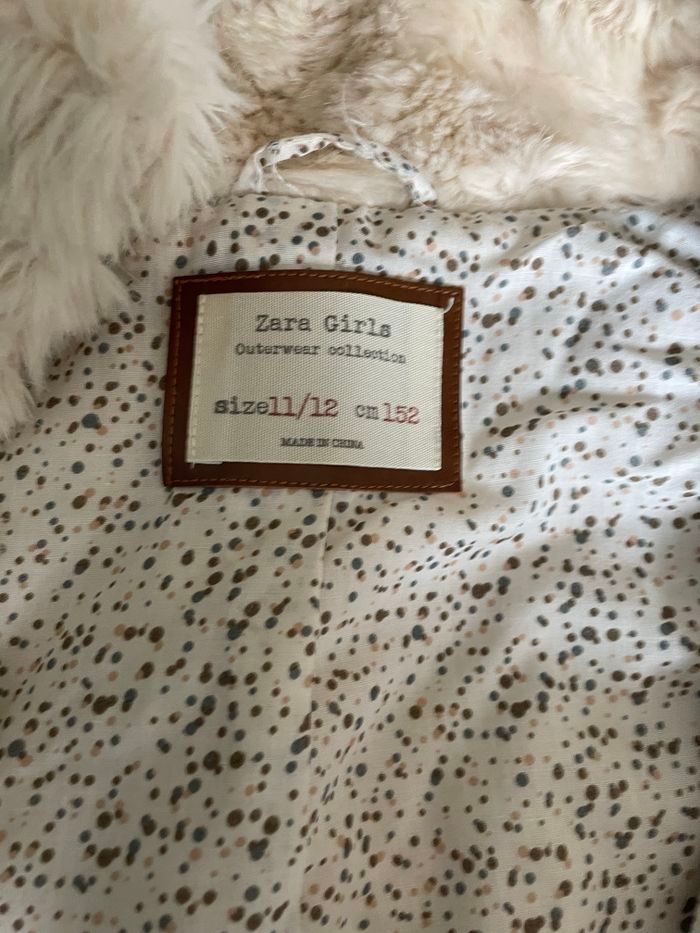 Zara Girls
Outerwear collection
size11/12 cm152
MADE IN CHINA